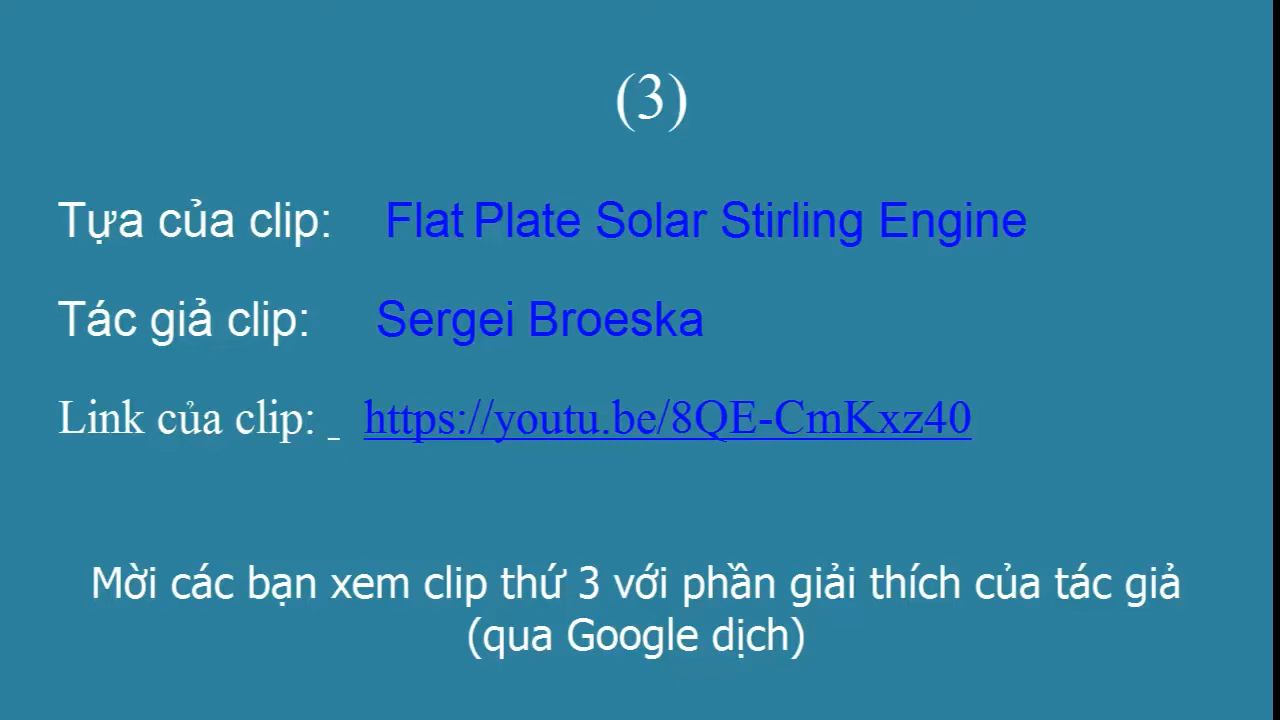 (3)
Tựa của clip: Flat Plate Solar Stirling Engine
Tác giả clip: Sergei Broeska
Link của clip: https://youtu.be/8QE-CmKxz40
Mời các bạn xem clip thứ 3 với phần giải thích của tác giả
(qua Google dịch)